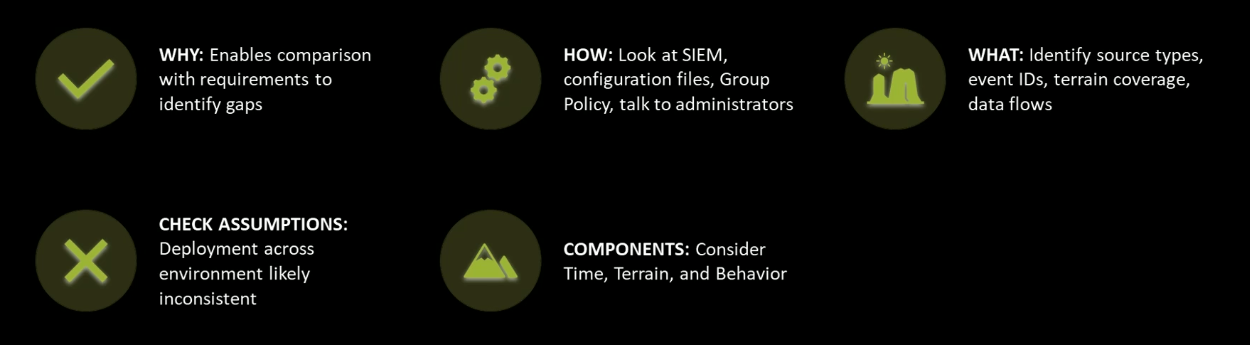 WHY: Enables comparison
with requirements to
identify gaps
HOW: Look at SIEM,
configuration files, Group
Policy, talk to administrators
WHAT: Identify source types,
event IDs, terrain coverage,
data flows
CHECK ASSUMPTIONS:
Deployment across
environment likely
inconsistent
COMPONENTS: Consider
Time, Terrain, and Behavior